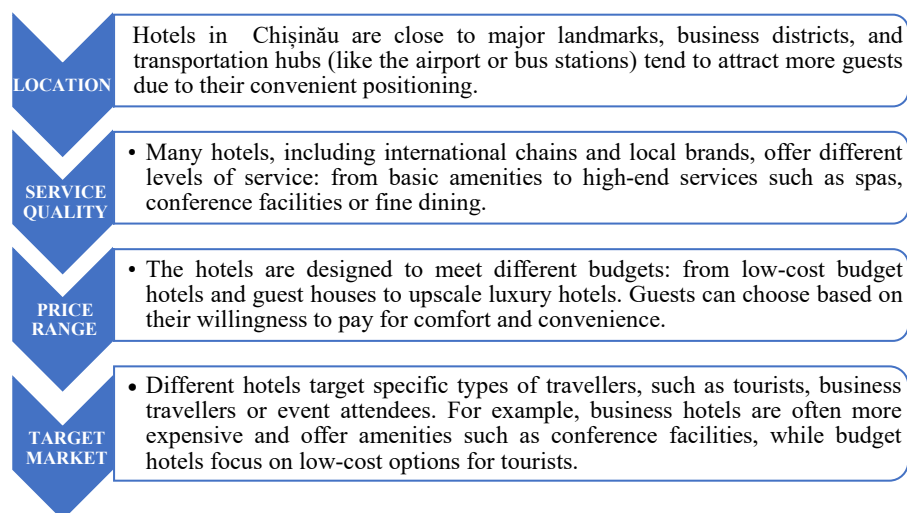 LOCATION
Hotels in Chișinău are close to major landmarks, business districts, and
transportation hubs (like the airport or bus stations) tend to attract more guests
due to their convenient positioning.
SERVICE
QUALITY
• Many hotels, including international chains and local brands, offer different
levels of service: from basic amenities to high-end services such as spas,
conference facilities or fine dining.
PRICE
RANGE
• The hotels are designed to meet different budgets: from low-cost budget
hotels and guest houses to upscale luxury hotels. Guests can choose based on
their willingness to pay for comfort and convenience.
TARGET
MARKET
• Different hotels target specific types of travellers, such as tourists, business
travellers or event attendees. For example, business hotels are often more
expensive and offer amenities such as conference facilities, while budget
hotels focus on low-cost options for tourists.